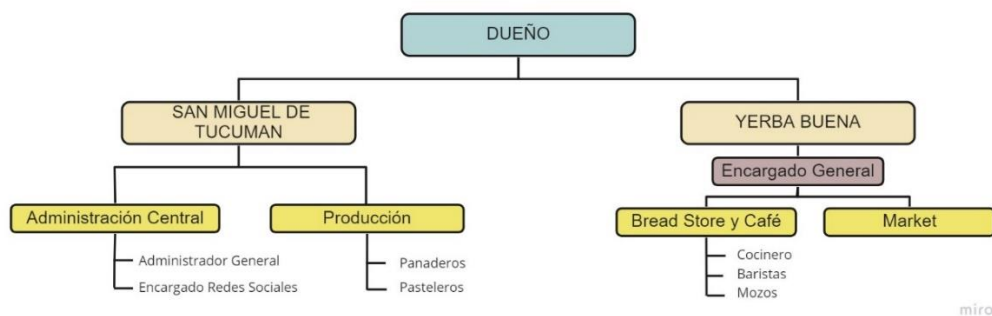 DUEÑO
SAN MIGUEL DE
TUCUMAN
YERBA BUENA
Encargado General
Administración Central
Producción
Bread Store y Café
Market
Administrador General
Encargado Redes Sociales
Panaderos
Pasteleros
Cocinero
Baristas
Mozos
miro